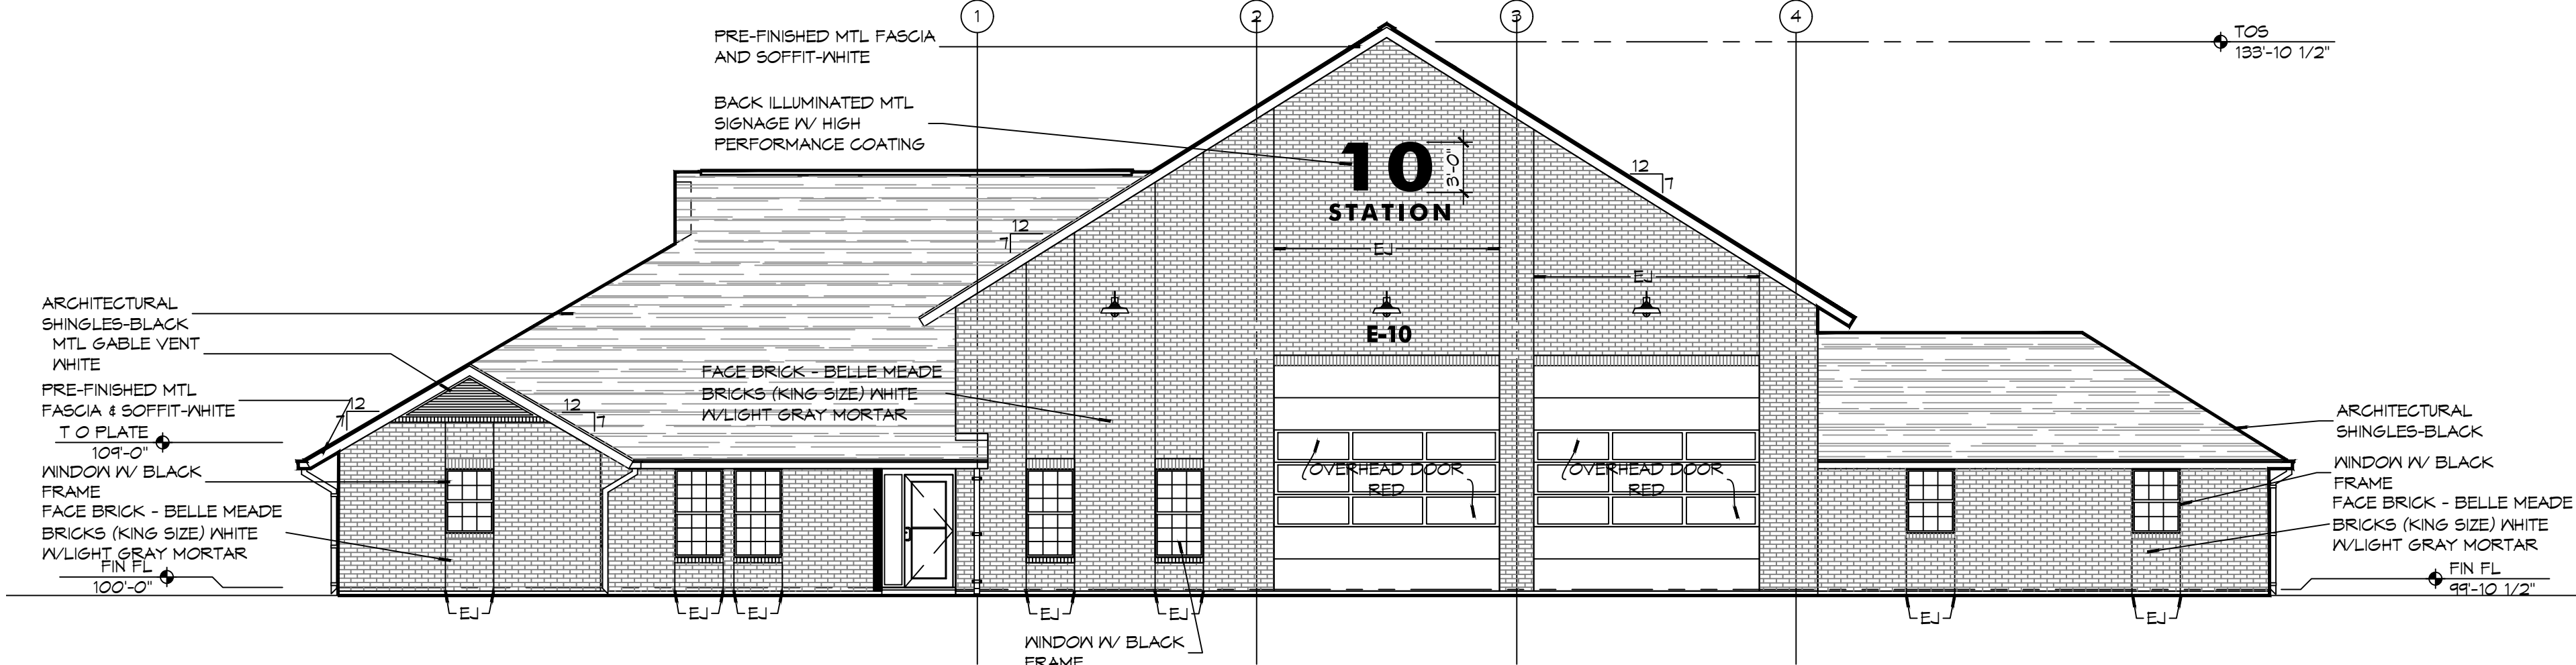 1
2
3
4
PRE-FINISHED MTL FASCIA
AND SOFFIT-WHITE
TOS
133'-10 1/2"
BACK ILLUMINATED MTL
SIGNAGE W/ HIGH
PERFORMANCE COATING
10
3'-0"
STATION
12
7
12
7
EJ
EJ
E-10
ARCHITECTURAL
SHINGLES-BLACK
MTL GABLE VENT
WHITE
PRE-FINISHED MTL
FASCIA & SOFFIT-WHITE
12
7
12
7
T O PLATE
109'-0"
WINDOW W/ BLACK
FRAME
FACE BRICK - BELLE MEADE
BRICKS (KING SIZE) WHITE
W/LIGHT GRAY MORTAR
FIN FL
100'-0"
FACE BRICK - BELLE MEADE
BRICKS (KING SIZE) WHITE
W/LIGHT GRAY MORTAR
OVERHEAD DOOR
RED
OVERHEAD DOOR
RED
ARCHITECTURAL
SHINGLES-BLACK
WINDOW W/ BLACK
FRAME
FACE BRICK - BELLE MEADE
BRICKS (KING SIZE) WHITE
W/LIGHT GRAY MORTAR
FIN FL
99'-10 1/2"
EJ
EJ
EJ
EJ
EJ
EJ
EJ
WINDOW W/ BLACK
FRAME